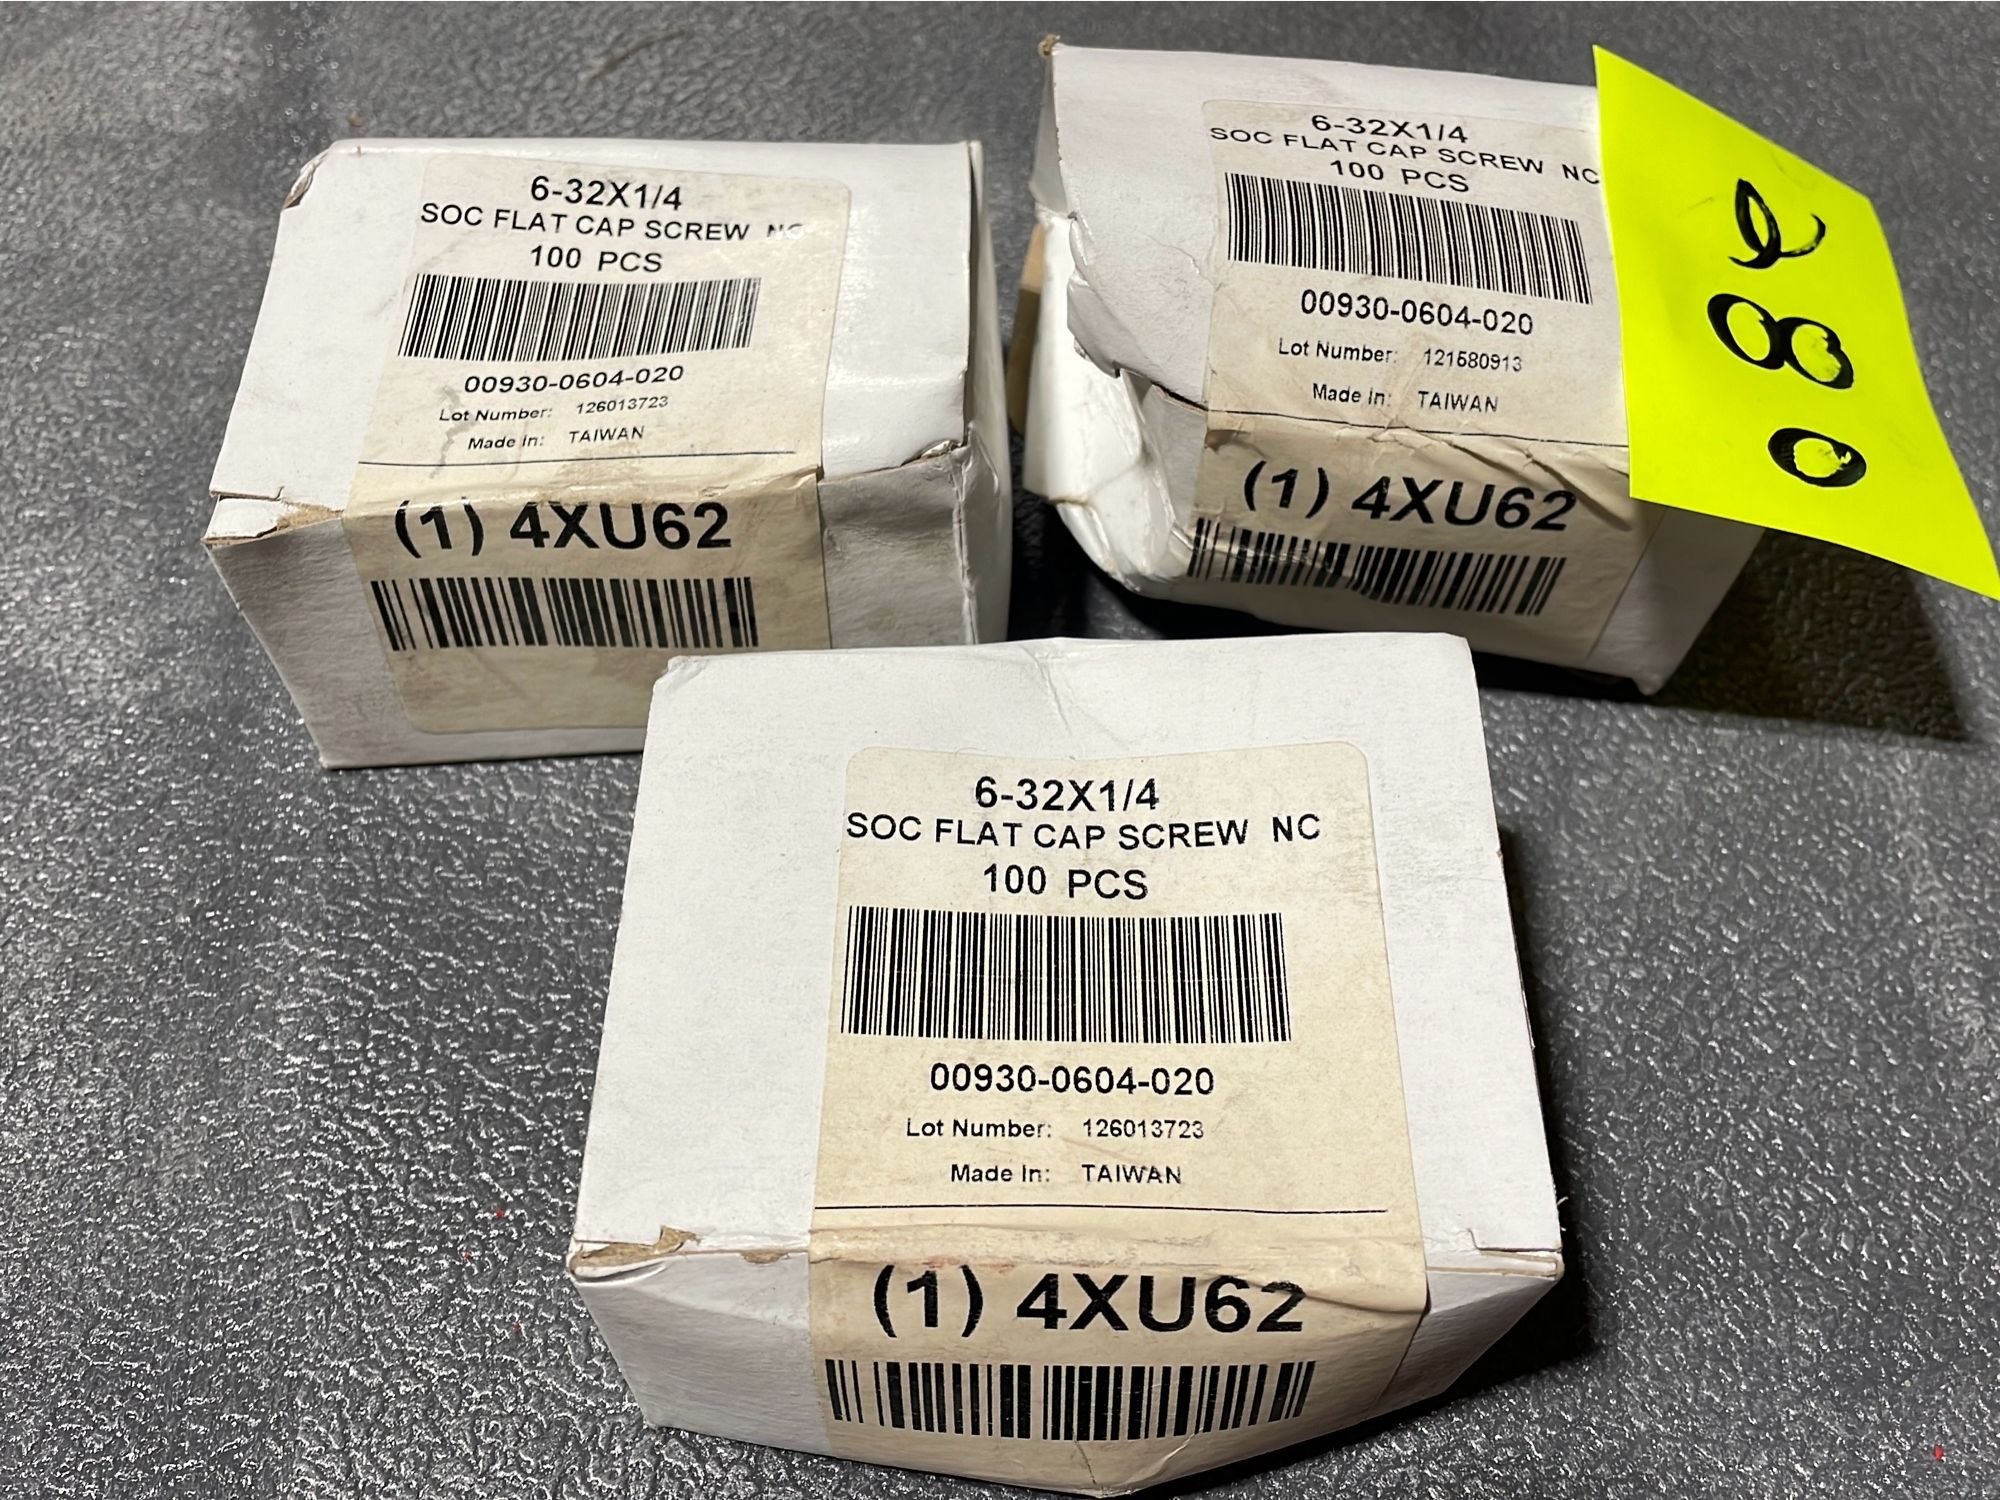 6-32X1/4
SOC FLAT CAP SCREW NC
100 PCS
00930-0604-020
Lot Number: 126013723
Made In: TAIWAN
(1) 4XU62
6-32X1/4
SOC FLAT CAP SCREW NC
100 PCS
00930-0604-020
Lot Number: 121580913
Made In: TAIWAN
(1) 4XU62
6-32X1/4
SOC FLAT CAP SCREW NC
100 PCS
00930-0604-020
Lot Number: 126013723
Made In: TAIWAN
(1) 4XU62